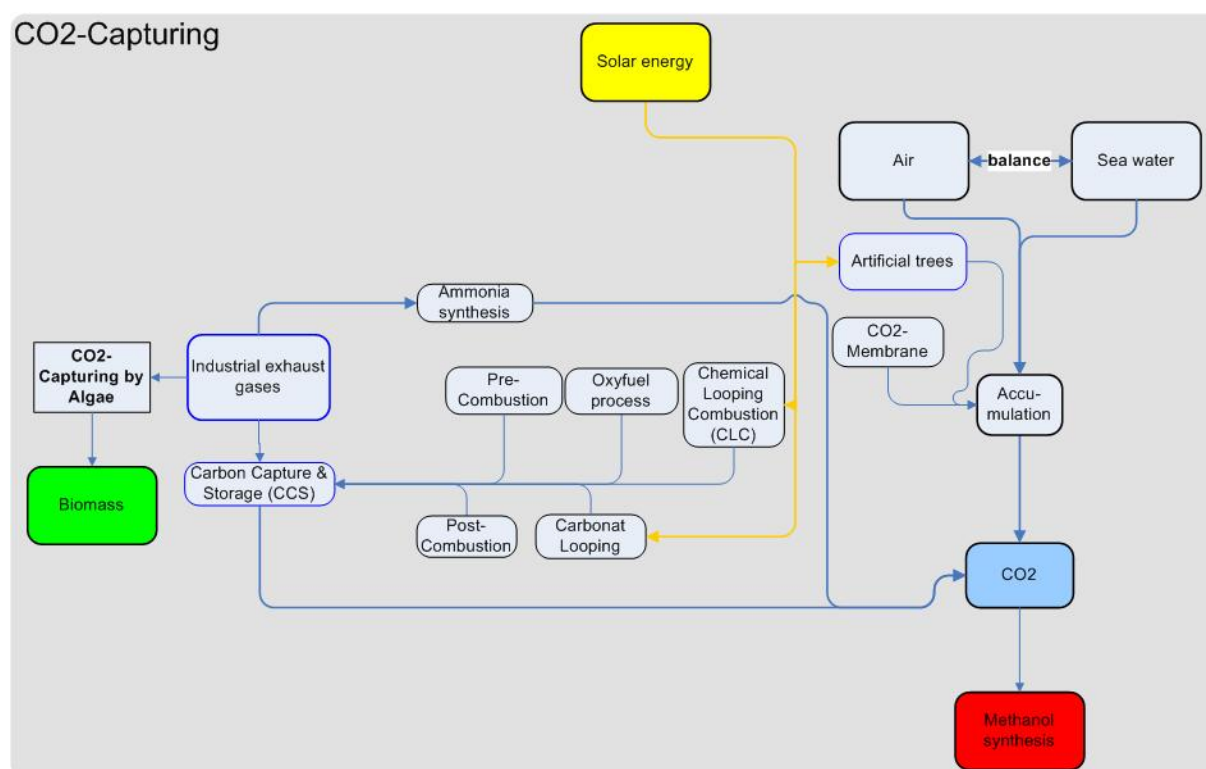 CO2-Capturing
Solar energy
Air
balance
Sea water
Artificial trees
Ammonia
synthesis
CO2-
Membrane
CO2-
Capturing by
Algae
Industrial exhaust
gases
Pre-
Combustion
Oxyfuel
process
Chemical
Looping
Combustion
(CLC)
Accu-
mulation
Carbon Capture &
Storage (CCS)
Biomass
Post-
Combustion
Carbonat
Looping
CO2
Methanol
synthesis